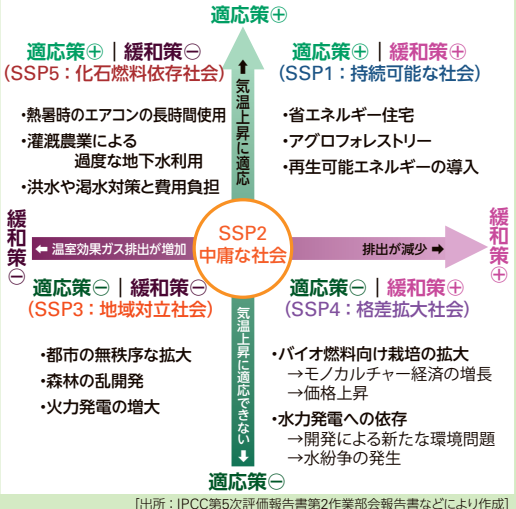 適応策⊕
適応策⊕｜緩和策⊖
（SSP5：化石燃料依存社会）
・熱暑時のエアコンの長時間使用
・灌漑農業による
過度な地下水利用
・洪水や渇水対策と費用負担
⬆気温上昇に適応
適応策⊕｜緩和策⊕
（SSP1：持続可能な社会）
・省エネルギー住宅
・アグロフォレストリー
・再生可能エネルギーの導入
緩和策⊖
⬅ 温室効果ガス排出が増加
SSP2
中庸な社会
排出が減少 ➡
緩和策⊕
適応策⊖｜緩和策⊖
（SSP3：地域対立社会）
・都市の無秩序な拡大
・森林の乱開発
・火力発電の増大
気温上昇に適応できない⬇
適応策⊖｜緩和策⊕
（SSP4：格差拡大社会）
・バイオ燃料向け栽培の拡大
→モノカルチャー経済の増長
→価格上昇
・水力発電への依存
→開発による新たな環境問題
→水紛争の発生
適応策⊖
［出所：IPCC第5次評価報告書第2作業部会報告書などにより作成］